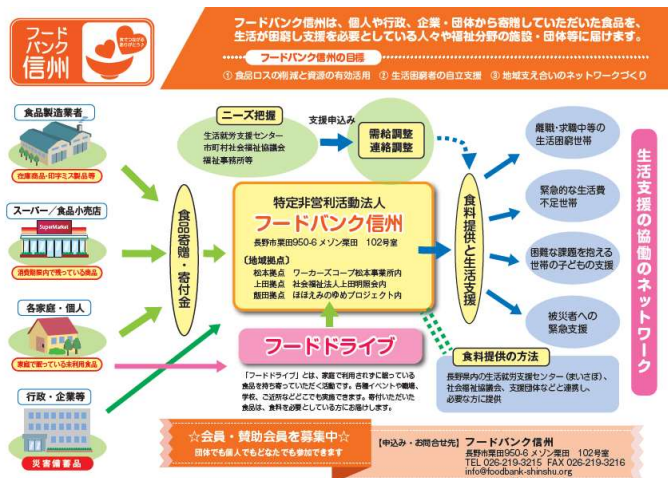 フード
バンク
信州
食でつなげる
ありがとう♪
フードバンク信州は、個人や行政、企業・団体から寄贈していただいた食品を、
生活が困窮し支援を必要としている人々や福祉分野の施設・団体等に届けます。
フードバンク信州の目標
① 食品ロスの削減と資源の有効活用 ② 生活困窮者の自立支援 ③ 地域支え合いのネットワークづくり
食品製造業者
在庫商品・印字ミス製品等
スーパー／食品小売店
SuperMarket
消費期限内で残っている商品
各家庭・個人
家庭で眠っている未利用食品
行政・企業等
災害備蓄品
食品寄贈・寄付金
ニーズ把握
生活就労支援センター
市町村社会福祉協議会
福祉事務所等
支援申込み
需給調整
連絡調整
特定非営利活動法人
フードバンク信州
長野市栗田950-6 メゾン栗田 102号室
〔地域拠点〕
松本拠点 ワーカーズコープ松本事業所内
上田拠点 社会福祉法人上田明照会内
飯田拠点 ほほえみのゆめプロジェクト内
フードドライブ
「フードドライブ」とは、家庭で利用されずに眠っている
食品を持ち寄っていただく活動です。各種イベントや職場、
学校、ご近所などどこでも実施できます。寄付いただいた
食品は、食料を必要としている方にお届けします。
食料提供と生活支援
離職・求職中等の
生活困窮世帯
緊急的な生活費
不足世帯
困難な課題を抱える
世帯の子どもの支援
被災者への
緊急支援
生活支援の協働のネットワーク
食料提供の方法
長野県内の生活就労支援センター（まいさぽ）、
社会福祉協議会、支援団体などと連携し、
必要な方に提供
☆会員・賛助会員を募集中☆
団体でも個人でもどなたでも参加できます
【申込み・お問合せ先】フードバンク信州
長野市栗田950-6 メゾン栗田 102号室
TEL 026-219-3215 FAX 026-219-3216
info@foodbank-shinshu.org